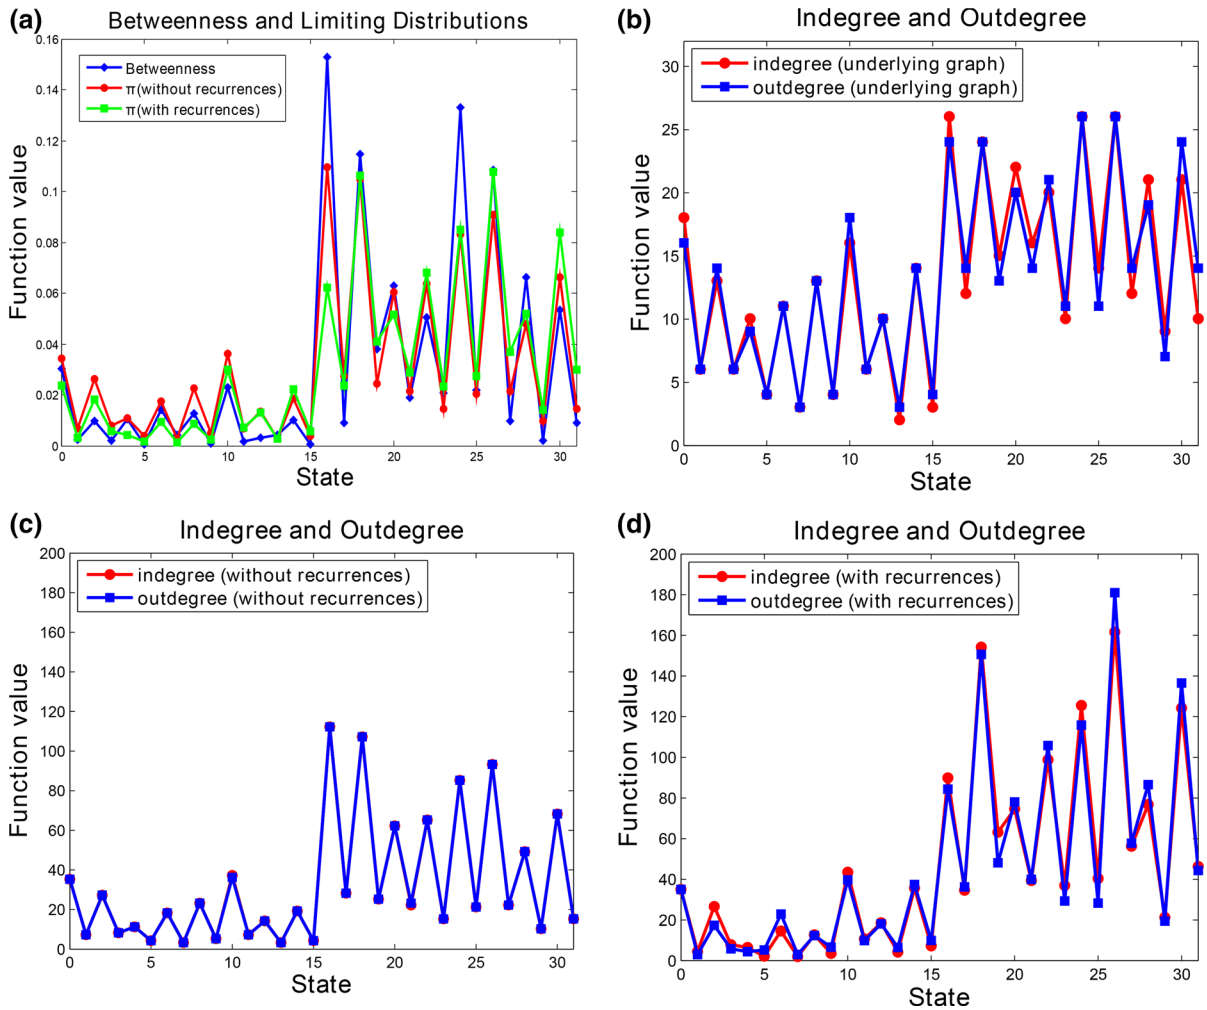 (a)
Betweenness and Limiting Distributions
0.16
0.14
0.12
0.1
0.08
0.06
0.04
0.02
0
Function value
Betweenness
π(without recurrences)
π(with recurrences)
0 5 10 15 20 25 30
State
(b)
Indegree and Outdegree
30
25
20
15
10
5
0
Function value
indegree (underlying graph)
outdegree (underlying graph)
0 5 10 15 20 25 30
State
(c)
Indegree and Outdegree
200
180
160
140
120
100
80
60
40
20
0
Function value
indegree (without recurrences)
outdegree (without recurrences)
0 5 10 15 20 25 30
State
(d)
Indegree and Outdegree
200
180
160
140
120
100
80
60
40
20
0
Function value
indegree (with recurrences)
outdegree (with recurrences)
0 5 10 15 20 25 30
State